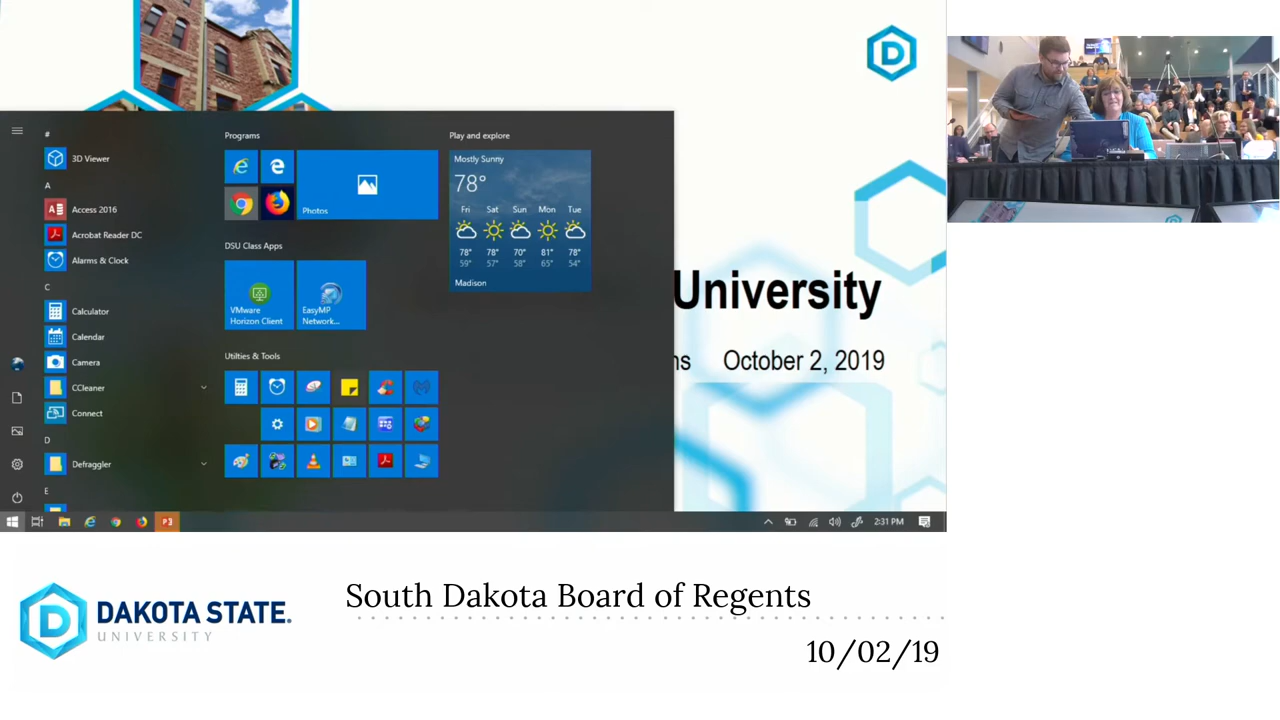 #
3D Viewer
A
Access 2016
Acrobat Reader DC
Alarms & Clock
C
Calculator
Calendar
Camera
CCleaner
Connect
D
Defraggler
E
Programs
Photos
DSU Class Apps
VMware
Horizon Client
EasyMP
Network...
Utilties & Tools
Play and explore
Mostly Sunny
78°
Fri Sat Sun Mon Tue
78° 78° 70° 81° 78°
59° 57° 58° 65° 54°
Madison
D
University
ns October 2, 2019
2:31 PM
D
DAKOTA STATE.
UNIVERSITY
South Dakota Board of Regents
10/02/19